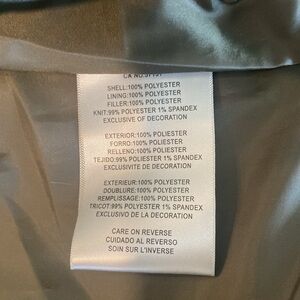 SHELL:100% POLYESTER
LINING:100% POLYESTER
FILLER:100% POLYESTER
KNIT:99% POLYESTER 1% SPANDEX
EXCLUSIVE OF DECORATION
EXTERIOR:100% POLYESTER
FORRO:100% POLIESTER
RELLENO:100% POLYESTER
TEJIDO:99% POLIESTER 1% SPANDEX
EXCLUSIVITE DE DECORATION
EXTERIEUR:100% POLYESTER
DOUBLURE:100% POLYESTER
REMPLISSAGE:100% POLYESTER
TRICOT:99% POLYESTER 1% SPANDEX
EXCLUSIVO DE LA DECORACION
CARE ON REVERSE
CUIDADO AL REVERSO
SOIN SUR L'INVERSE